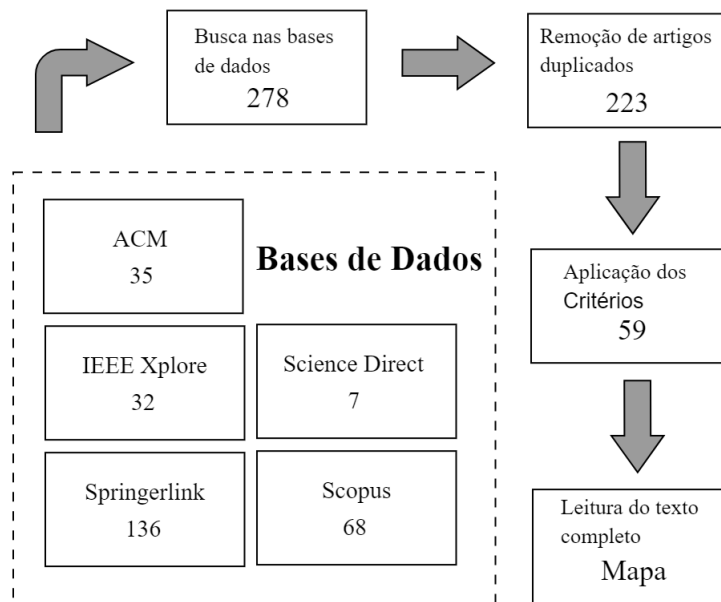 Busca nas bases
de dados
278
Remoção de artigos
duplicados
223
Bases de Dados
ACM
35
IEEE Xplore
32
Science Direct
7
Springerlink
136
Scopus
68
Aplicação dos
Critérios
59
Leitura do texto
completo
Mapa